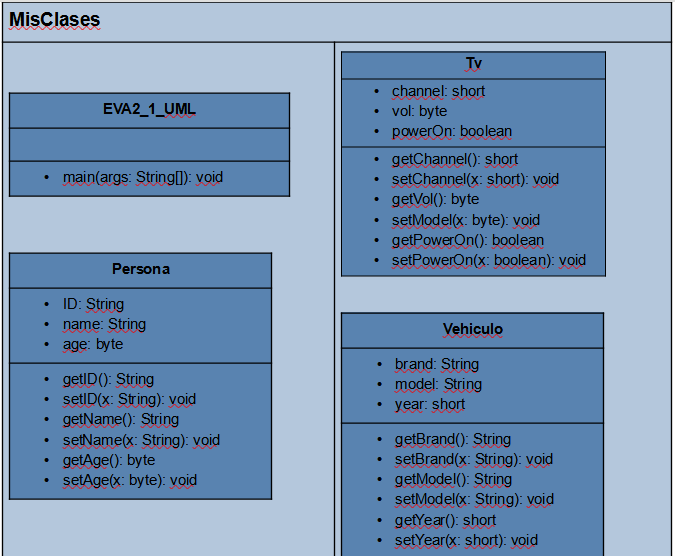 MisClases
EVA2_1_UML
• main(args: String[]): void
Persona
• ID: String
• name: String
• age: byte
• getID(): String
• setID(x: String): void
• getName(): String
• setName(x: String): void
• getAge(): byte
• setAge(x: byte): void
Tv
• channel: short
• vol: byte
• powerOn: boolean
• getChannel(): short
• setChannel(x: short): void
• getVol(): byte
• setModel(x: byte): void
• getPowerOn(): boolean
• setPowerOn(x: boolean): void
Vehiculo
• brand: String
• model: String
• year: short
• getBrand(): String
• setBrand(x: String): void
• getModel(): String
• setModel(x: String): void
• getYear(): short
• setYear(x: short): void